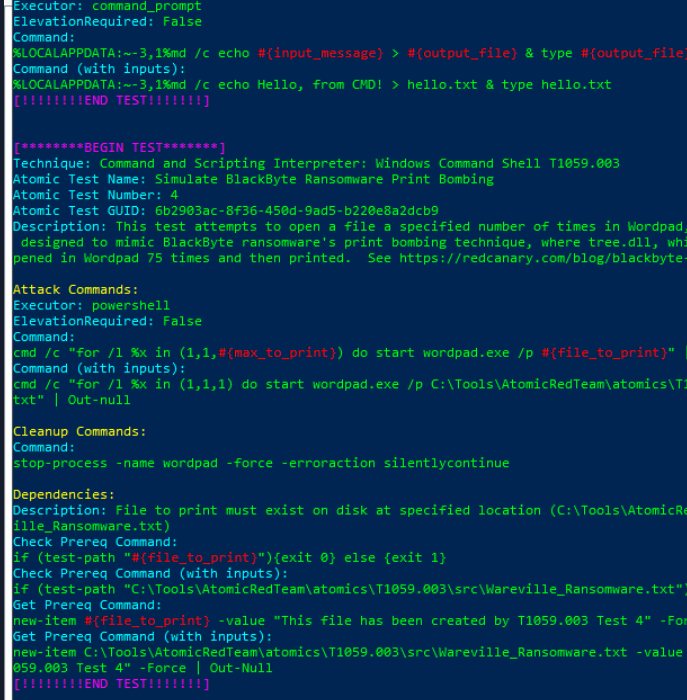 Executor: command_prompt
ElevationRequired: False
Command:
%LOCALAPPDATA:~-3,1%md /c echo #{input_message} > #{output_file} & type #{output_file}
Command (with inputs):
%LOCALAPPDATA:~-3,1%md /c echo Hello, from CMD! > hello.txt & type hello.txt
[!!!!!!!!END TEST!!!!!!!]
[********BEGIN TEST*******]
Technique: Command and Scripting Interpreter: Windows Command Shell T1059.003
Atomic Test Name: Simulate BlackByte Ransomware Print Bombing
Atomic Test Number: 4
Atomic Test GUID: 6b2903ac-8f36-450d-9ad5-b220e8a2dcb9
Description: This test attempts to open a file a specified number of times in Wordpad,
designed to mimic BlackByte ransomware's print bombing technique, where tree.dll, whi
pened in Wordpad 75 times and then printed.  See https://redcanary.com/blog/blackbyte-
Attack Commands:
Executor: powershell
ElevationRequired: False
Command:
cmd /c "for /l %x in (1,1,#{max_to_print}) do start wordpad.exe /p #{file_to_print}" |
Command (with inputs):
cmd /c "for /l %x in (1,1,1) do start wordpad.exe /p C:\Tools\AtomicRedTeam\atomics\T1
txt" | Out-null
Cleanup Commands:
Command:
stop-process -name wordpad -force -erroraction silentlycontinue
Dependencies:
Description: File to print must exist on disk at specified location (C:\Tools\AtomicRe
ille_Ransomware.txt)
Check Prereq Command:
if (test-path "#{file_to_print}"){exit 0} else {exit 1}
Check Prereq Command (with inputs):
if (test-path "C:\Tools\AtomicRedTeam\atomics\T1059.003\src\Wareville_Ransomware.txt")
Get Prereq Command:
new-item #{file_to_print} -value "This file has been created by T1059.003 Test 4" -For
Get Prereq Command (with inputs):
new-item C:\Tools\AtomicRedTeam\atomics\T1059.003\src\Wareville_Ransomware.txt -value
059.003 Test 4" -Force | Out-Null
[!!!!!!!!END TEST!!!!!!!]